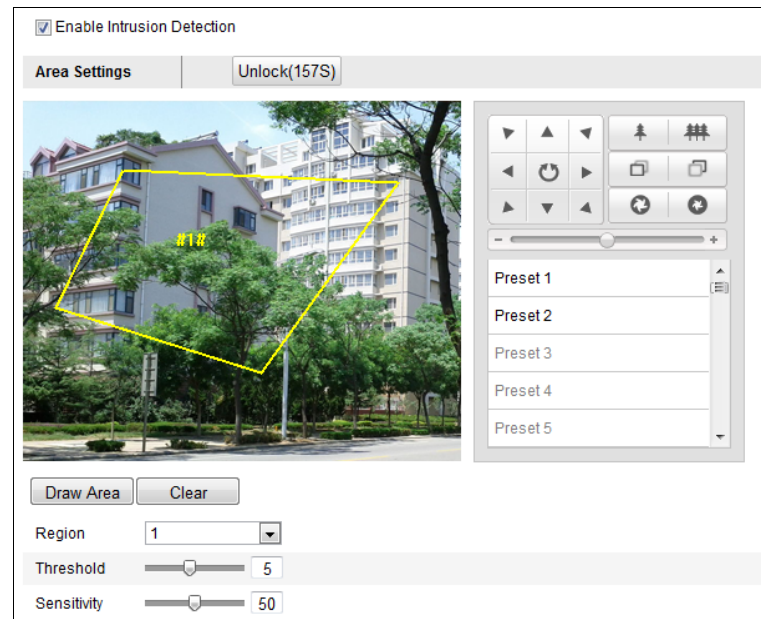 Enable Intrusion Detection
Area Settings
Unlock(157S)
#1#
Preset 1
Preset 2
Preset 3
Preset 4
Preset 5
Draw Area
Clear
Region
1
Threshold
5
Sensitivity
50